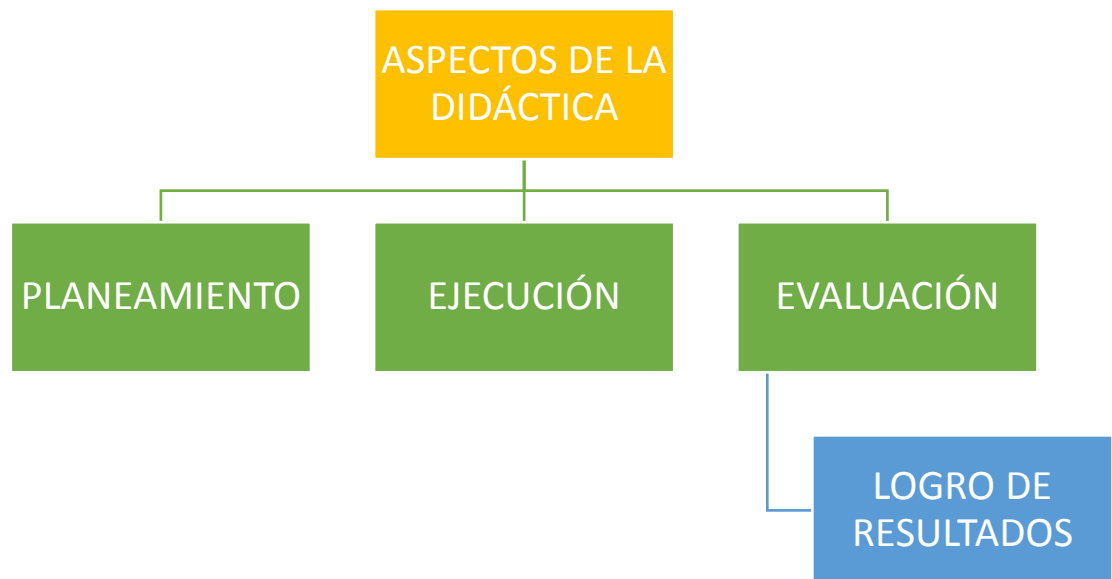 ASPECTOS DE LA
DIDÁCTICA
PLANEAMIENTO
EJECUCIÓN
EVALUACIÓN
LOGRO DE
RESULTADOS